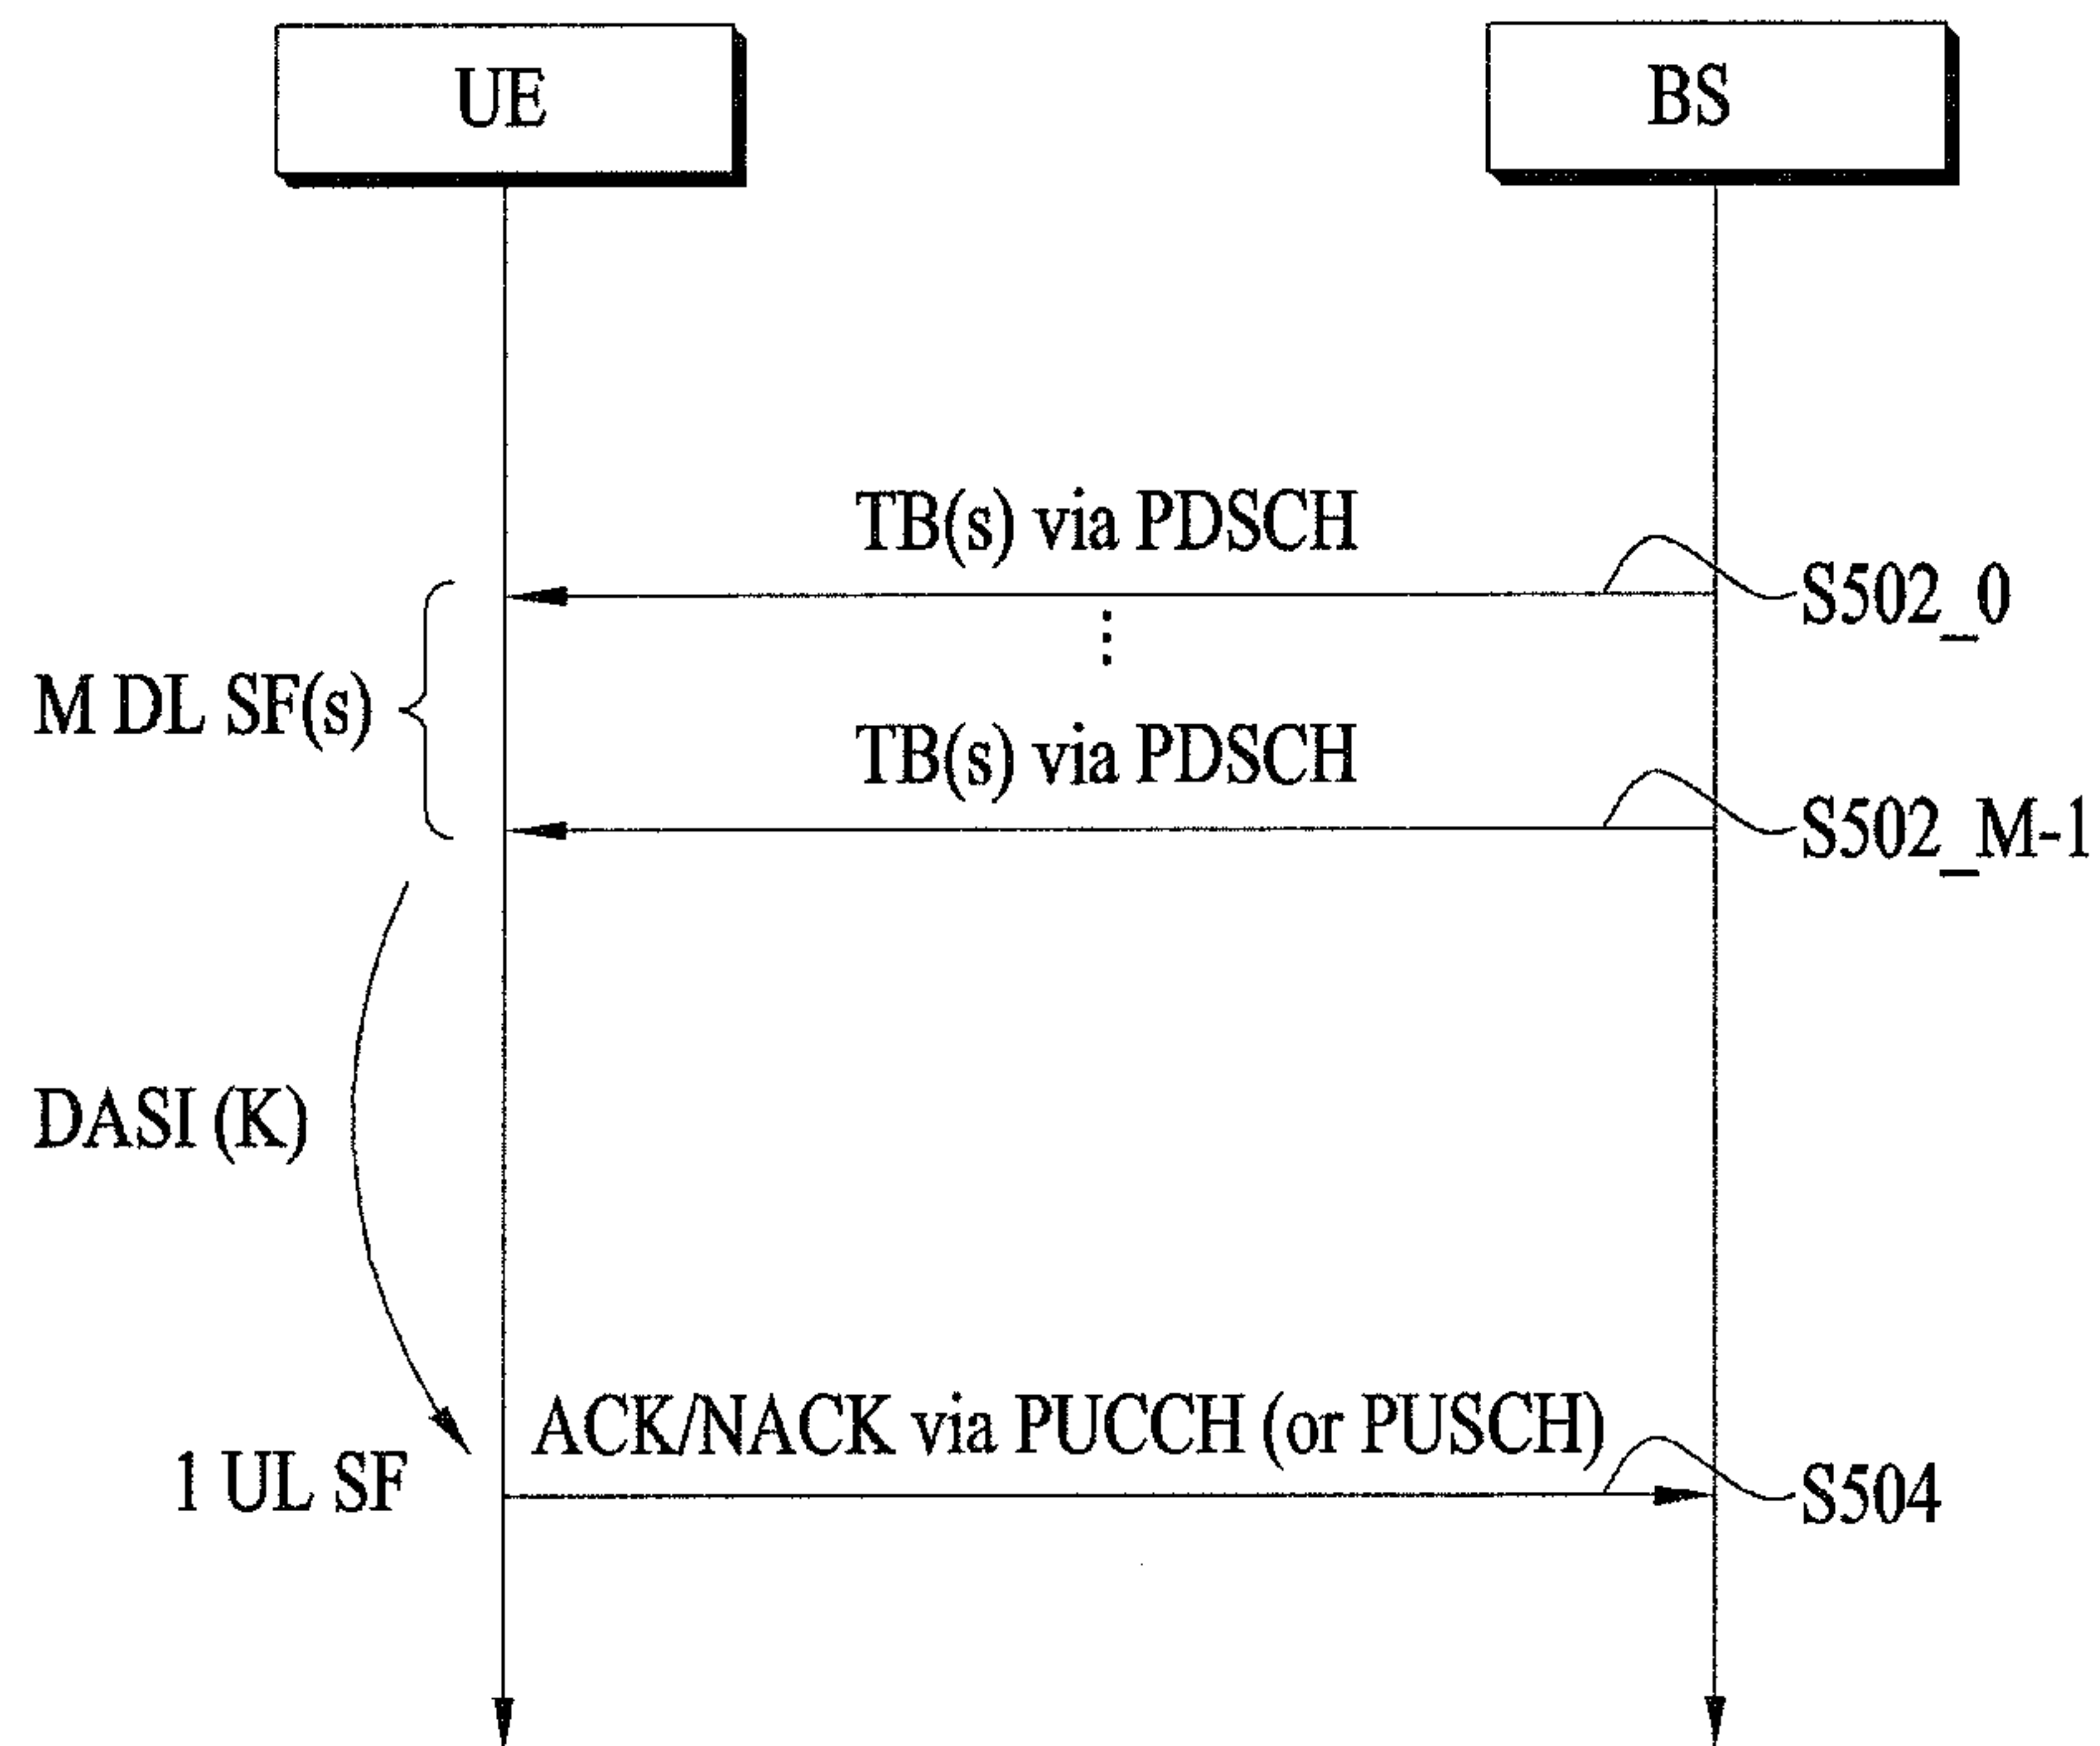 UE
BS
TB(s) via PDSCH
S502_0
M DL SF(s)
TB(s) via PDSCH
S502_M-1
DASI (K)
ACK/NACK via PUCCH (or PUSCH)
1 UL SF
S504